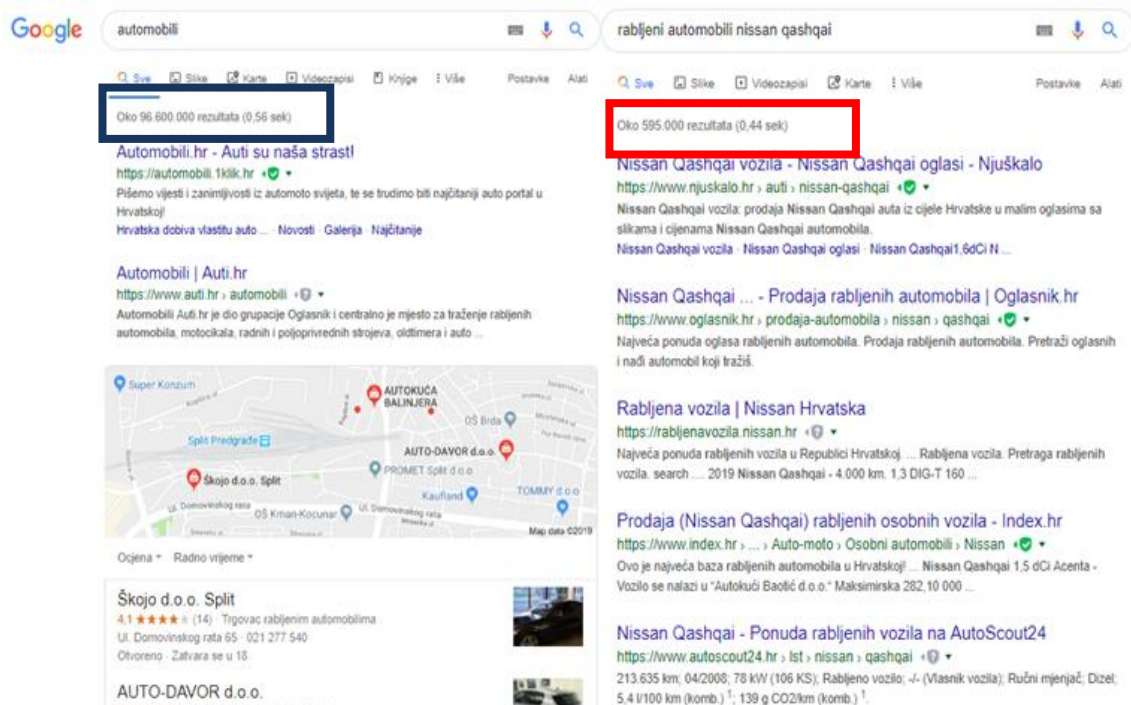 Google
automobili
Sve Slike Karte Videozapisi Knjige Više Postavke Alati
Oko 96.600.000 rezultata (0,56 sek)
Automobili.hr - Auti su naša strast!
https://automobili.1klik.hr
Pišemo vijesti i zanimljivosti iz automoto svijeta, te se trudimo biti najčitaniji auto portal u
Hrvatskoj!
Hrvatska dobiva vlastitu auto ... · Novosti · Galerija · Najčitanije
Automobili | Auti.hr
https://www.auti.hr › automobili
Automobili Auti.hr je dio grupacije Oglasnik i centralno je mjesto za traženje rabljenih
automobila, motocikala, radnih i poljoprivrednih strojeva, oldtimera i auto ...
Super Konzum
AUTOKUĆA
BALINJERA
OŠ Brda
Split Predgrađe
AUTO-DAVOR d.o.o.
PROMET Split d.o.o
Škojo d.o.o. Split
Kaufland
TOMMY d.o.o
Ul. Domovinskog rata
OŠ Kman-Kocunar
Ul. Domovinskog rata
Map data ©2019
Ocjena Radno vrijeme
Škojo d.o.o. Split
4,1 (14) · Trgovac rabljenim automobilima
Ul. Domovinskog rata 65 · 021 277 540
Otvoreno · Zatvara se u 18
AUTO-DAVOR d.o.o.
rabljeni automobili nissan qashqai
Sve Slike Videozapisi Karte Više Postavke Alati
Oko 595.000 rezultata (0,44 sek)
Nissan Qashqai vozila - Nissan Qashqai oglasi - Njuškalo
https://www.njuskalo.hr › auti › nissan-qashqai
Nissan Qashqai vozila: prodaja Nissan Qashqai auta iz cijele Hrvatske u malim oglasima sa
slikama i cijenama Nissan Qashqai automobila.
Nissan Qashqai vozila · Nissan Qashqai oglasi · Nissan Qashqai1,6dCi N ...
Nissan Qashqai ... - Prodaja rabljenih automobila | Oglasnik.hr
https://www.oglasnik.hr › prodaja-automobila › nissan › qashqai
Najveća ponuda oglasa rabljenih automobila. Prodaja rabljenih automobila. Pretraži oglasnih
i nađi automobil koji tražiš.
Rabljena vozila | Nissan Hrvatska
https://rabljenavozila.nissan.hr
Najveća ponuda rabljenih vozila u Republici Hrvatskoj. ... Rabljena vozila. Pretraga rabljenih
vozila. search .... 2019 Nissan Qashqai - 4.000 km. 1,3 DIG-T 160 ...
Prodaja (Nissan Qashqai) rabljenih osobnih vozila - Index.hr
https://www.index.hr › ... › Auto-moto › Osobni automobili › Nissan
Ovo je najveća baza rabljenih automobila u Hrvatskoj! ... Nissan Qashqai 1,5 dCi Acenta -
Vozilo se nalazi u "Autokući Baotić d.o.o." Maksimirska 282,10 000 ...
Nissan Qashqai - Ponuda rabljenih vozila na AutoScout24
https://www.autoscout24.hr › lst › nissan › qashqai
213.635 km; 04/2008; 78 kW (106 KS); Rabljeno vozilo; -/- (Vlasnik vozila); Ručni mjenjač; Dizel;
5,4 l/100 km (komb.) 1; 139 g CO2/km (komb.) 1.